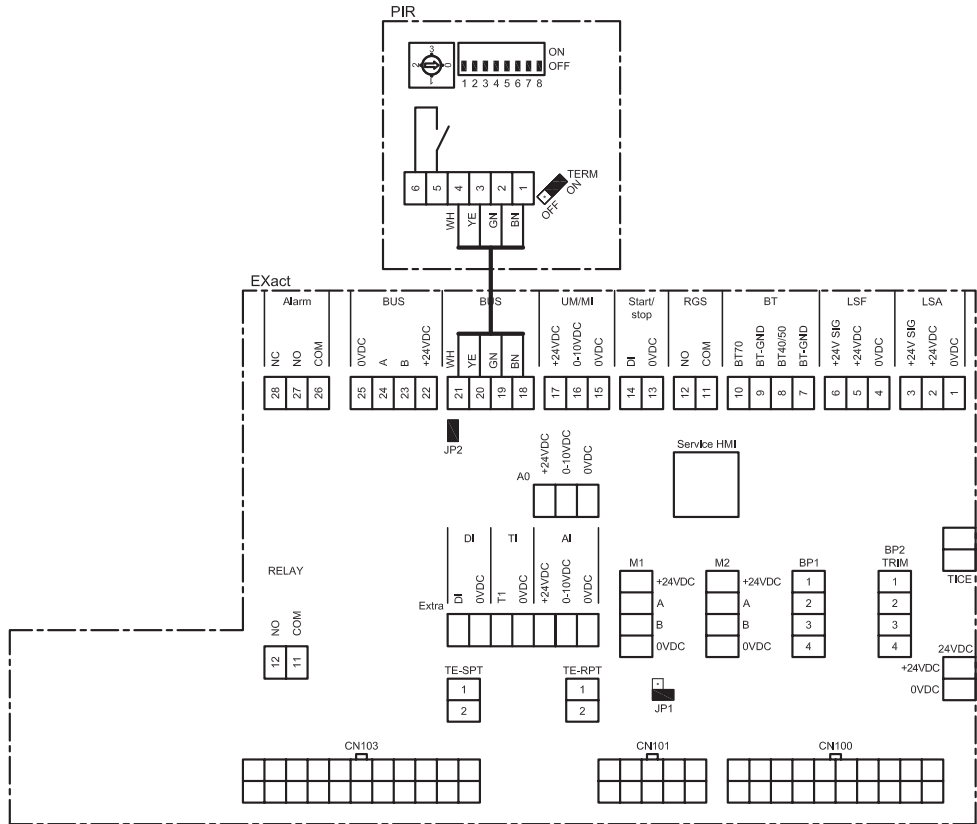 PIR
3
2 0
1
ON
OFF
1 2 3 4 5 6 7 8
6 5 4 3 2 1
TERM
ON
OFF
WH YE GN BN
EXact
Alarm BUS BUS UM/MI Start/stop RGS BT LSF LSA
NC NO COM
0VDC A B +24VDC
WH YE GN BN
+24VDC 0-10VDC 0VDC
DI 0VDC
NO COM
BT70 BT-GND BT40/50 BT-GND
+24V SIG +24VDC 0VDC
+24V SIG +24VDC 0VDC
28 27 26 25 24 23 22 21 20 19 18 17 16 15 14 13 12 11 10 9 8 7 6 5 4 3 2 1
JP2
Service HMI
A0
+24VDC 0-10VDC 0VDC
DI TI AI
DI 0VDC T1 0VDC +24VDC 0-10VDC 0VDC
Extra
RELAY
NO COM
12 11
M1
+24VDC
A
B
0VDC
M2
+24VDC
A
B
0VDC
BP1
1
2
3
4
BP2
TRIM
1
2
3
4
TICE
24VDC
+24VDC
0VDC
TE-SPT
1
2
TE-RPT
1
2
JP1
CN103 CN101 CN100